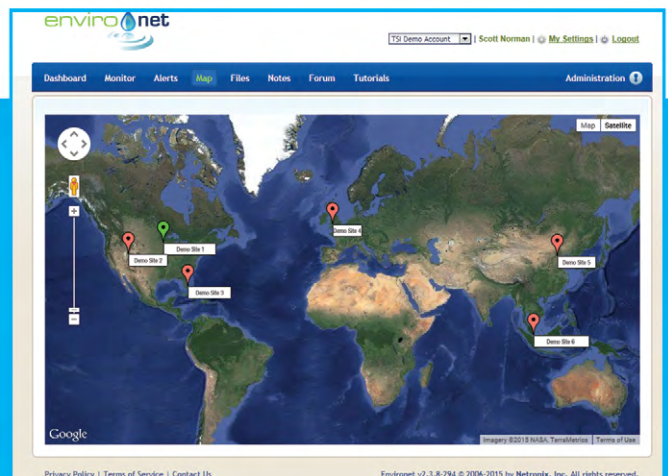 environet
TSI Demo Account | Scott Norman | My Settings | Logout
Dashboard Monitor Alerts Map Files Notes Forum Tutorials Administration
Map Satellite
Demo Site 4
Demo Site 1
Demo Site 2
Demo Site 5
Demo Site 3
Demo Site 6
Google
Imagery ©2015 NASA, TerraMetrics Terms of Use
Privacy Policy | Terms of Service | Contact Us
Environet v2.3.8-294 © 2006-2015 by Netronix, Inc. All rights reserved.